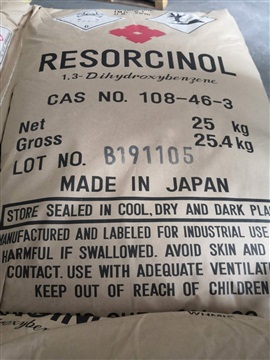 RESORCINOL
1,3-Dihydroxybenzene
CAS NO. 108-46-3
Net 25 kg
Gross 25.4 kg
LOT NO. B191105
MADE IN JAPAN
STORE SEALED IN COOL, DRY AND DARK PLA
MANUFACTURED AND LABELED FOR INDUSTRIAL USE
HARMFUL IF SWALLOWED. AVOID SKIN AND
CONTACT. USE WITH ADEQUATE VENTILATI
KEEP OUT OF REACH OF CHILDREN